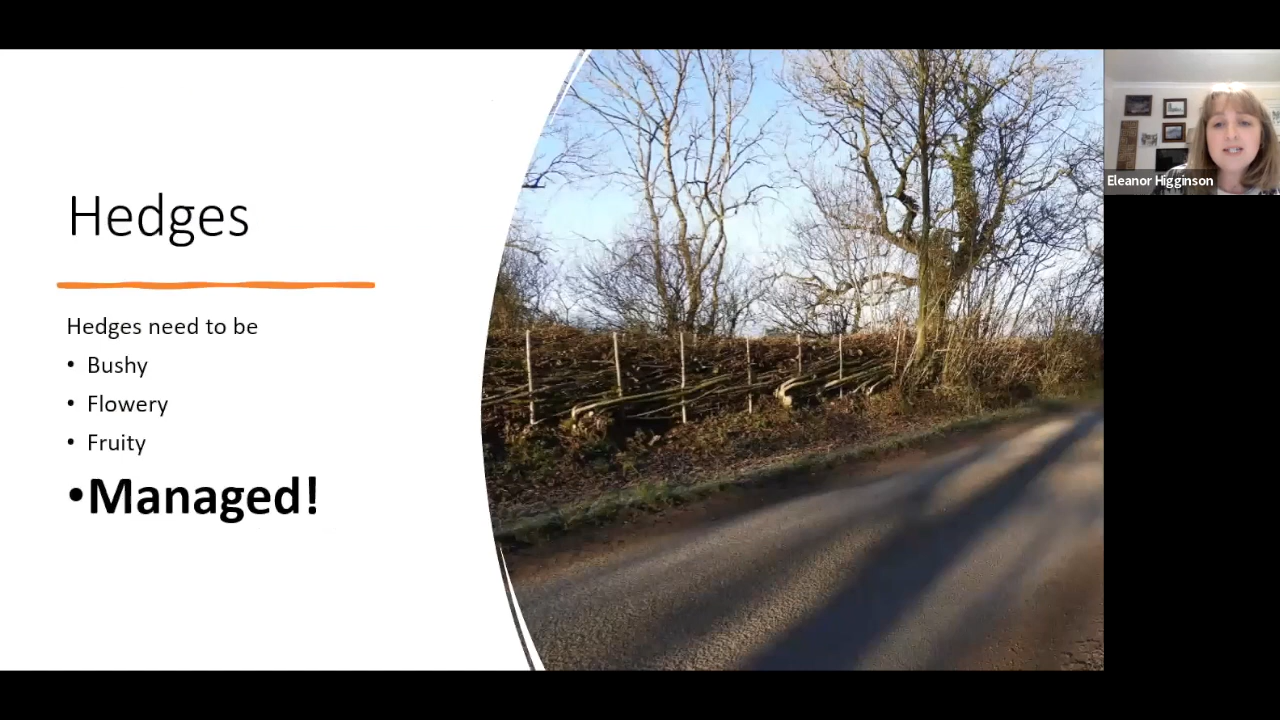 Hedges
Hedges need to be
• Bushy
• Flowery
• Fruity
•Managed!
Eleanor Higginson